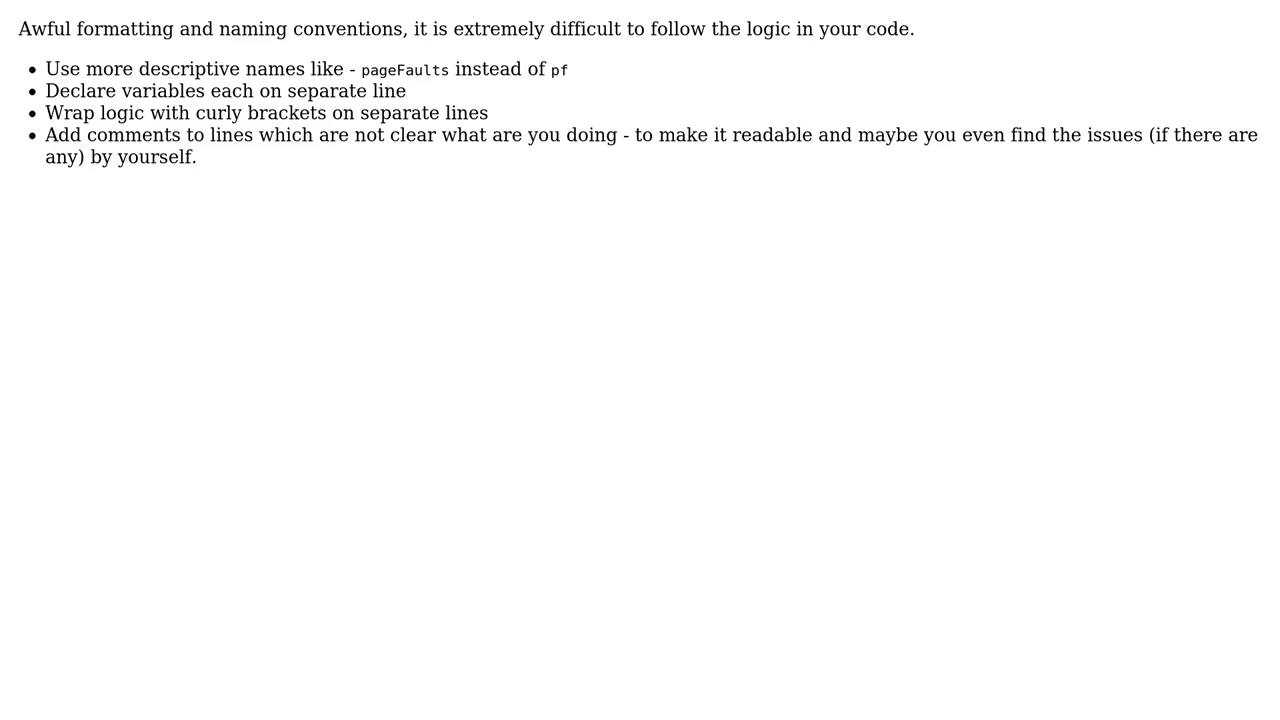 Awful formatting and naming conventions, it is extremely difficult to follow the logic in your code.
• Use more descriptive names like - pageFaults instead of pf
• Declare variables each on separate line
• Wrap logic with curly brackets on separate lines
• Add comments to lines which are not clear what are you doing - to make it readable and maybe you even find the issues (if there are
any) by yourself.